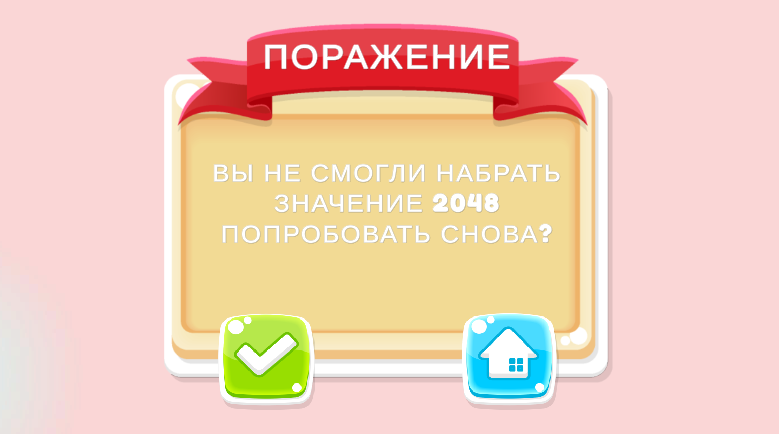 ПОРАЖЕНИЕ
ВЫ НЕ СМОГЛИ НАБРАТЬ
ЗНАЧЕНИЕ 2048
ПОПРОБОВАТЬ СНОВА?